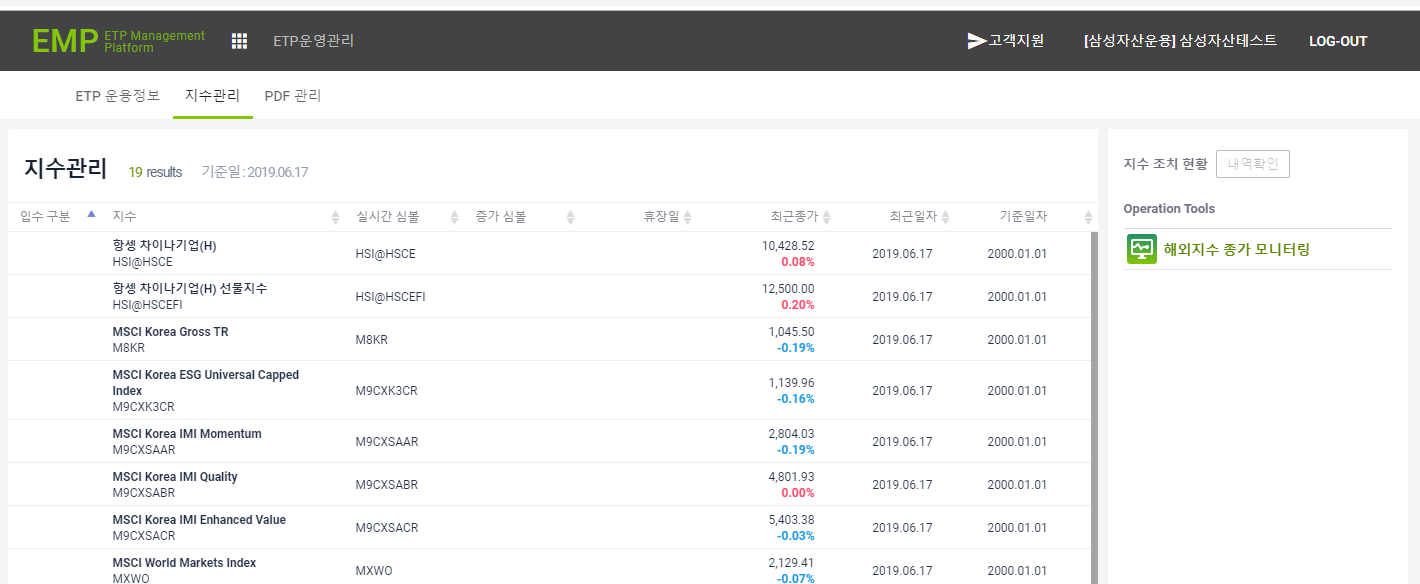 EMP ETP Management Platform ETP운영관리 고객지원 [삼성자산운용] 삼성자산테스트 LOG-OUT
ETP 운용정보 지수관리 PDF 관리
지수관리 19 results 기준일 : 2019.06.17
입수 구분 지수 실시간 심볼 종가 심볼 휴장일 최근종가 최근일자 기준일자
항셍 차이나기업(H)
HSI@HSCE HSI@HSCE 10,428.52 0.08% 2019.06.17 2000.01.01
항셍 차이나기업(H) 선물지수
HSI@HSCEFI HSI@HSCEFI 12,500.00 0.20% 2019.06.17 2000.01.01
MSCI Korea Gross TR
M8KR M8KR 1,045.50 -0.19% 2019.06.17 2000.01.01
MSCI Korea ESG Universal Capped
Index
M9CXK3CR M9CXK3CR 1,139.96 -0.16% 2019.06.17 2000.01.01
MSCI Korea IMI Momentum
M9CXSAAR M9CXSAAR 2,804.03 -0.19% 2019.06.17 2000.01.01
MSCI Korea IMI Quality
M9CXSABR M9CXSABR 4,801.93 0.00% 2019.06.17 2000.01.01
MSCI Korea IMI Enhanced Value
M9CXSACR M9CXSACR 5,403.38 -0.03% 2019.06.17 2000.01.01
MSCI World Markets Index
MXWO MXWO 2,129.41 -0.07% 2019.06.17 2000.01.01
지수 조치 현황 내역확인
Operation Tools
해외지수 종가 모니터링